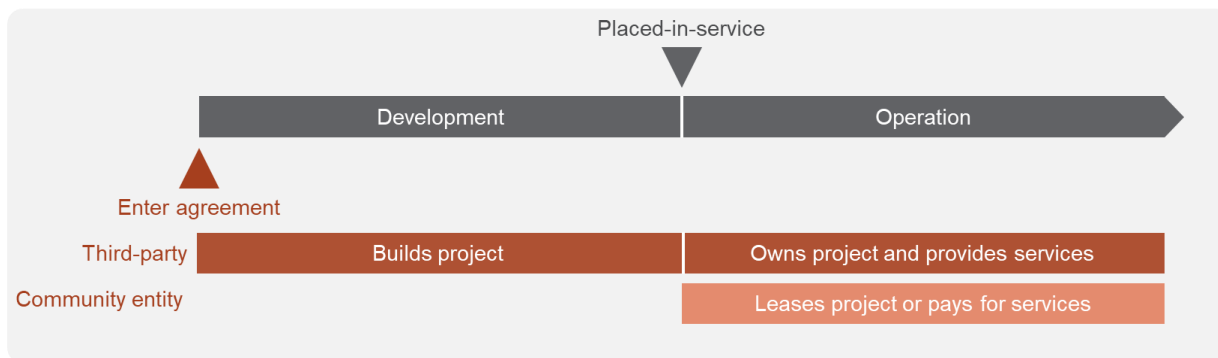 Placed-in-service
Development
Operation
Enter agreement
Third-party
Builds project
Owns project and provides services
Community entity
Leases project or pays for services